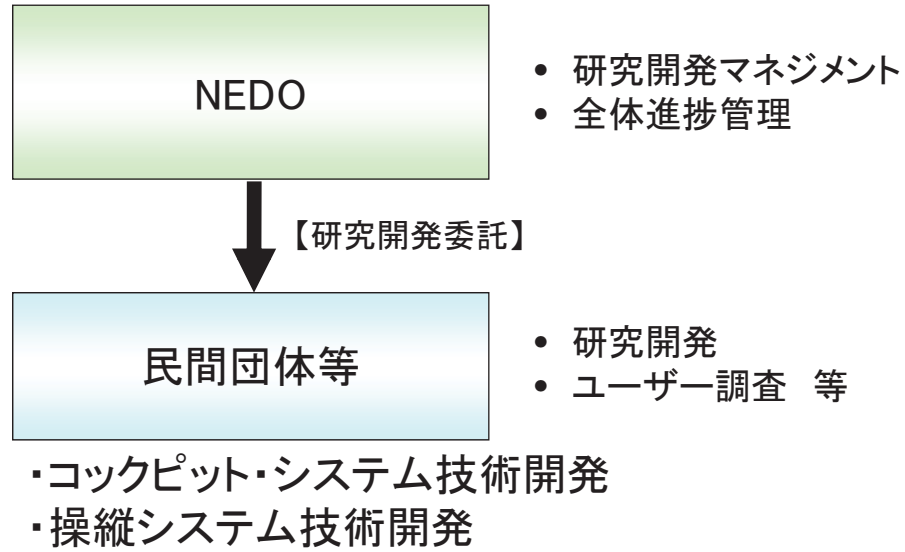 NEDO
• 研究開発マネジメント
• 全体進捗管理
【研究開発委託】
民間団体等
• 研究開発
• ユーザー調査　等
・コックピット・システム技術開発
・操縦システム技術開発